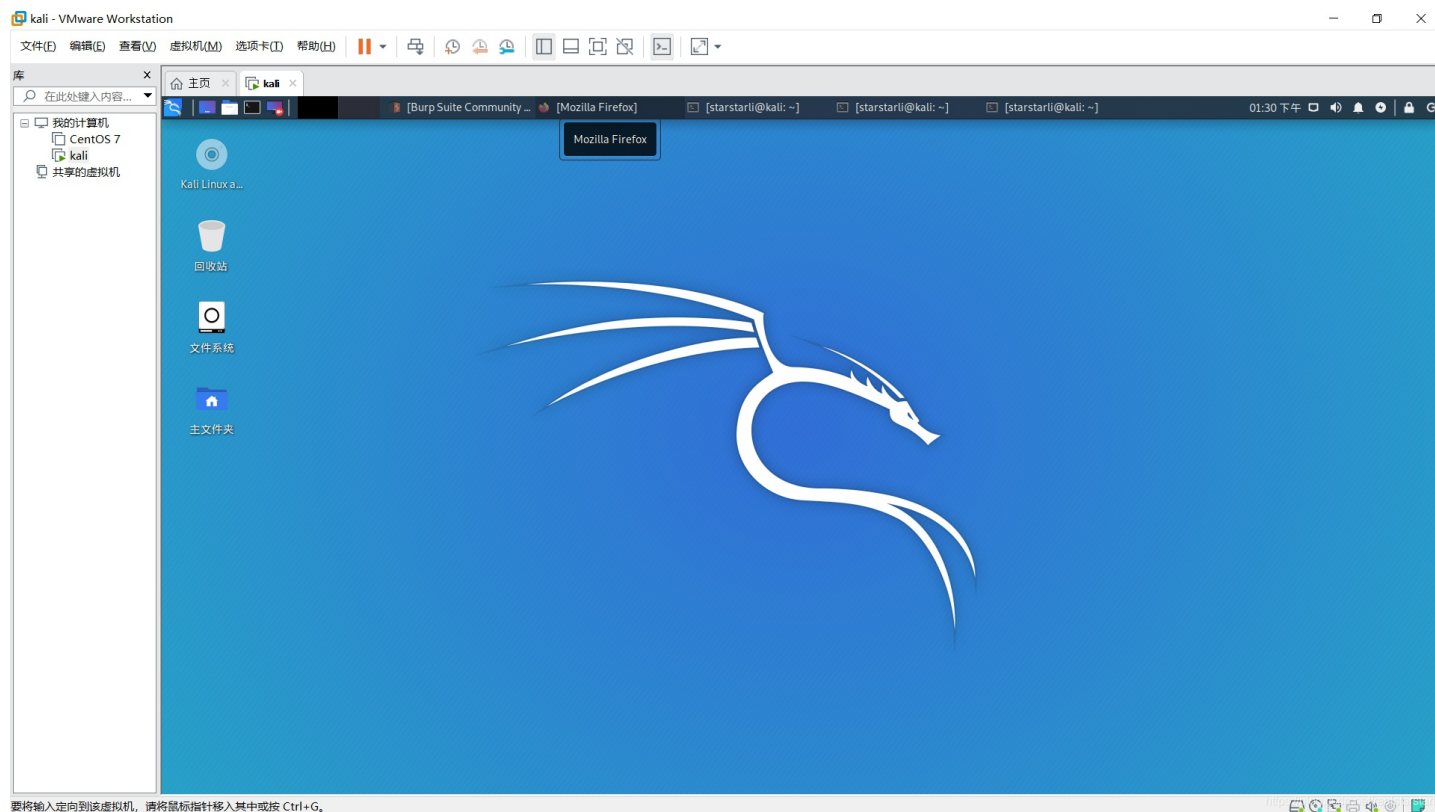 kali - VMware Workstation
文件(F) 编辑(E) 查看(V) 虚拟机(M) 选项卡(T) 帮助(H)
库
在此处键入内容...
我的计算机
CentOS 7
kali
共享的虚拟机
主页 kali
[Burp Suite Community ... [Mozilla Firefox] [starstarli@kali: ~] [starstarli@kali: ~] [starstarli@kali: ~] 01:30 下午
Mozilla Firefox
Kali Linux a...
回收站
文件系统
主文件夹
要将输入定向到该虚拟机，请将鼠标指针移入其中或按 Ctrl+G。